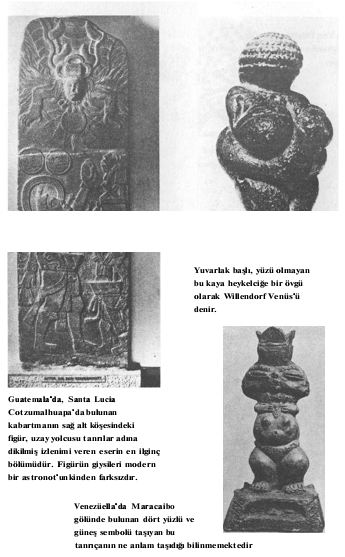 Yuvarlak başlı, yüzü olmayan
bu kaya heykelciğe bir övgü
olarak Willendorf Venüs'ü
denir.
Guatemala'da, Santa Lucia
Cotzumalhuapa'da bulunan
kabartmanın sağ alt köşesindeki
figür, uzay yolcusu tanrılar adına
dikilmiş izlenimi veren eserin en ilginç
bölümüdür. Figürün giysileri modern
bir astronot'unkinden farksızdır.
Venezüella'da Maracaibo
gölünde bulunan dört yüzlü ve
güneş sembolü taşıyan bu
tanrıçanın ne anlam taşıdığı bilinmemektedir